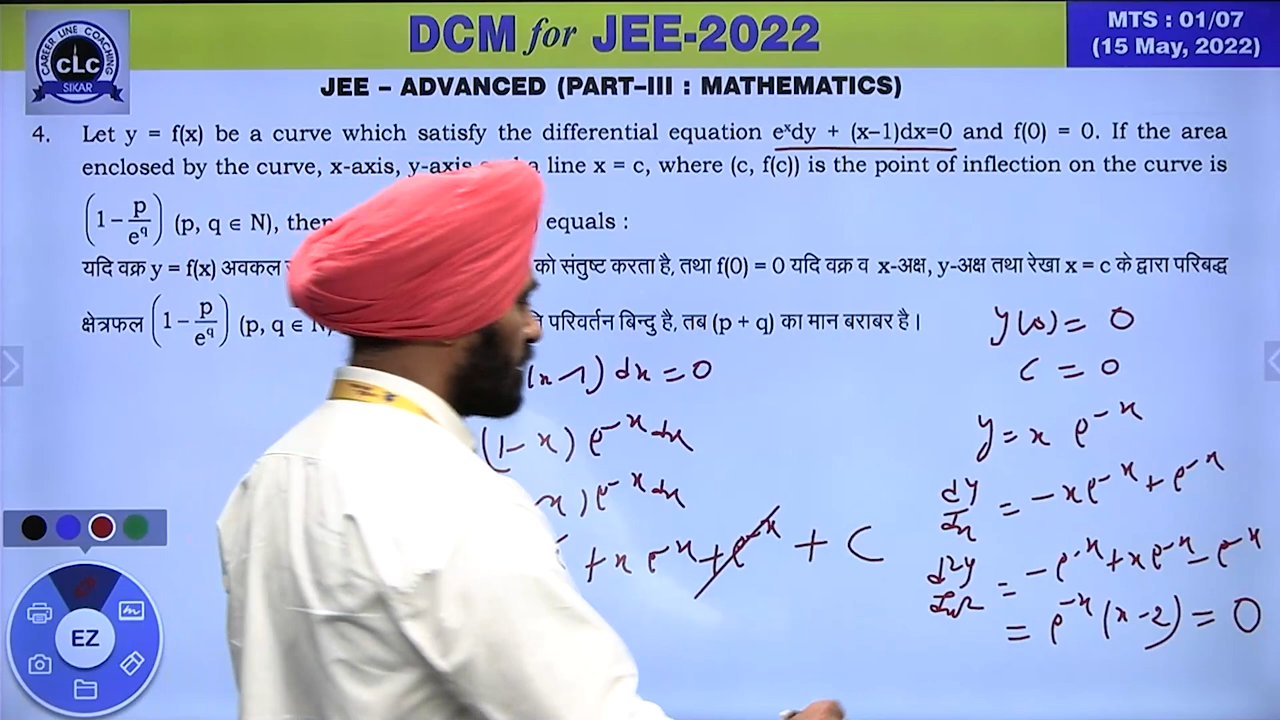 CAREER LINE COACHING
CLC
SIKAR
DCM for JEE-2022
MTS : 01/07
(15 May, 2022)
JEE – ADVANCED (PART–III : MATHEMATICS)
4. Let y = f(x) be a curve which satisfy the differential equation eˣdy + (x–1)dx=0 and f(0) = 0. If the area
enclosed by the curve, x-axis, y-axis line x = c, where (c, f(c)) is the point of inflection on the curve is
(1 – p/e^q) (p, q ∈ N), then equals :
यदि वक्र y = f(x) अवकल को संतुष्ट करता है, तथा f(0) = 0 यदि वक्र व x-अक्ष, y-अक्ष तथा रेखा x = c के द्वारा परिबद्ध
क्षेत्रफल (1 – p/e^q) (p, q ∈ N) परिवर्तन बिन्दु है, तब (p + q) का मान बराबर है।
(x-1) dx = 0
(1-x) e^-x dx
x) e^-x dx
+ x e^-x + e^-x + C
y(0) = 0
c = 0
y = x e^-x
dy/dx = -xe^-x + e^-x
d²y/dx² = -e^-x + xe^-x - e^-x
= e^-x (x-2) = 0
EZ